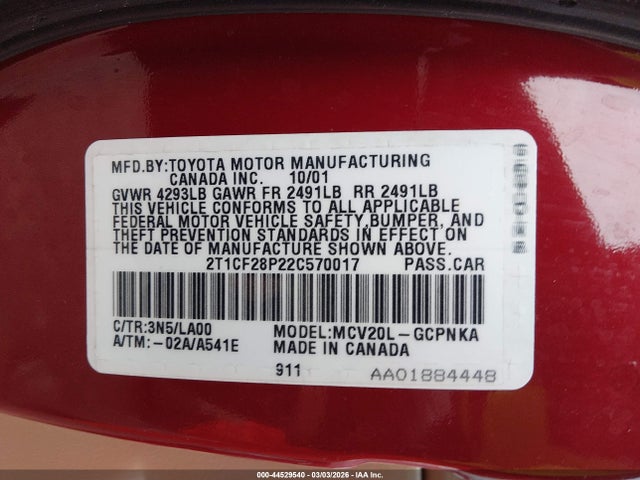 MFD.BY:TOYOTA MOTOR MANUFACTURING
CANADA INC. 10/01
GVWR 4293LB GAWR FR 2491LB RR 2491LB
THIS VEHICLE CONFORMS TO ALL APPLICABLE
FEDERAL MOTOR VEHICLE SAFETY,BUMPER, AND
THEFT PREVENTION STANDARDS IN EFFECT ON
THE DATE OF MANUFACTURE SHOWN ABOVE.
2T1CF28P22C570017 PASS.CAR
C/TR:3N5/LA00 MODEL:MCV20L-GCPNKA
A/TM:-02A/A541E MADE IN CANADA
911 AA01884448
000-44529540 | 03/03/2026 | IAA Inc.